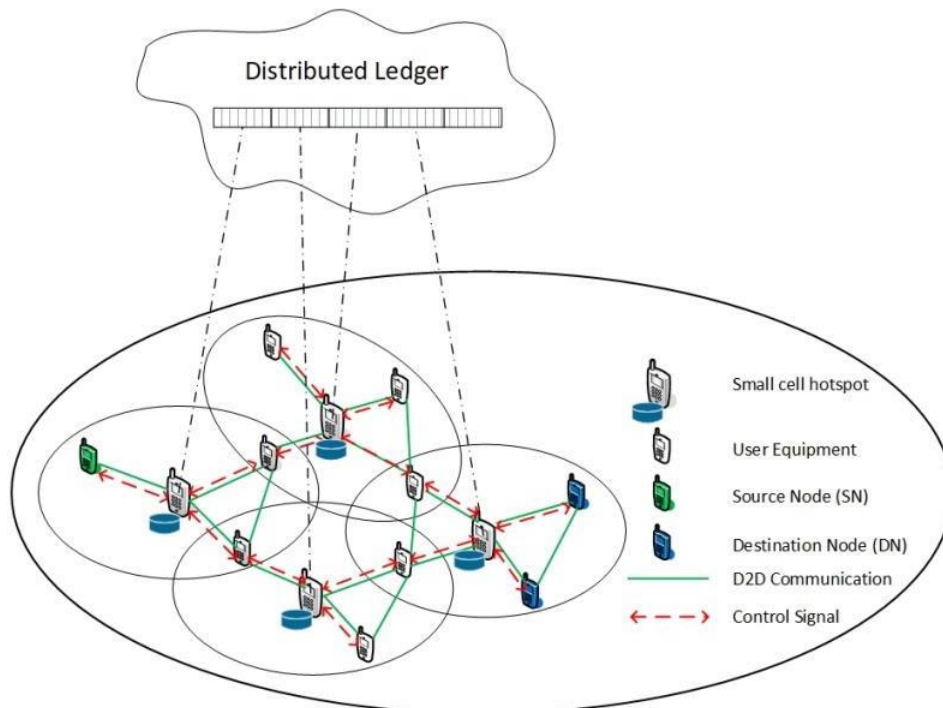 Distributed Ledger
Small cell hotspot
User Equipment
Source Node (SN)
Destination Node (DN)
D2D Communication
Control Signal